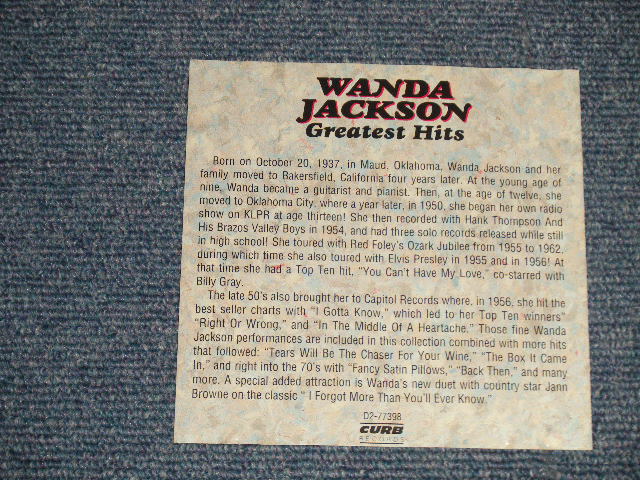 WANDA
JACKSON
Greatest Hits
Born on October 20, 1937, in Maud, Oklahoma, Wanda Jackson and her
family moved to Bakersfield, California four years later. At the young age of
nine, Wanda became a guitarist and pianist. Then, at the age of twelve, she
moved to Oklahoma City, where a year later, in 1950, she began her own radio
show on KLPR at age thirteen! She then recorded with Hank Thompson And
His Brazos Valley Boys in 1954, and had three solo records released while still
in high school! She toured with Red Foley's Ozark Jubilee from 1955 to 1962,
during which time she also toured with Elvis Presley in 1955 and in 1956! At
that time she had a Top Ten hit, "You Can't Have My Love," co-starred with
Billy Gray.
The late 50's also brought her to Capitol Records where, in 1956, she hit the
best seller charts with "I Gotta Know," which led to her Top Ten winners"
"Right Or Wrong," and "In The Middle Of A Heartache." Those fine Wanda
Jackson performances are included in this collection combined with more hits
that followed: "Tears Will Be The Chaser For Your Wine," "The Box It Came
In," and right into the 70's with "Fancy Satin Pillows," "Back Then," and many
more. A special added attraction is Wanda's new duet with country star Jann
Browne on the classic " I Forgot More Than You'll Ever Know."
D2-77398
CURB
RECORDS